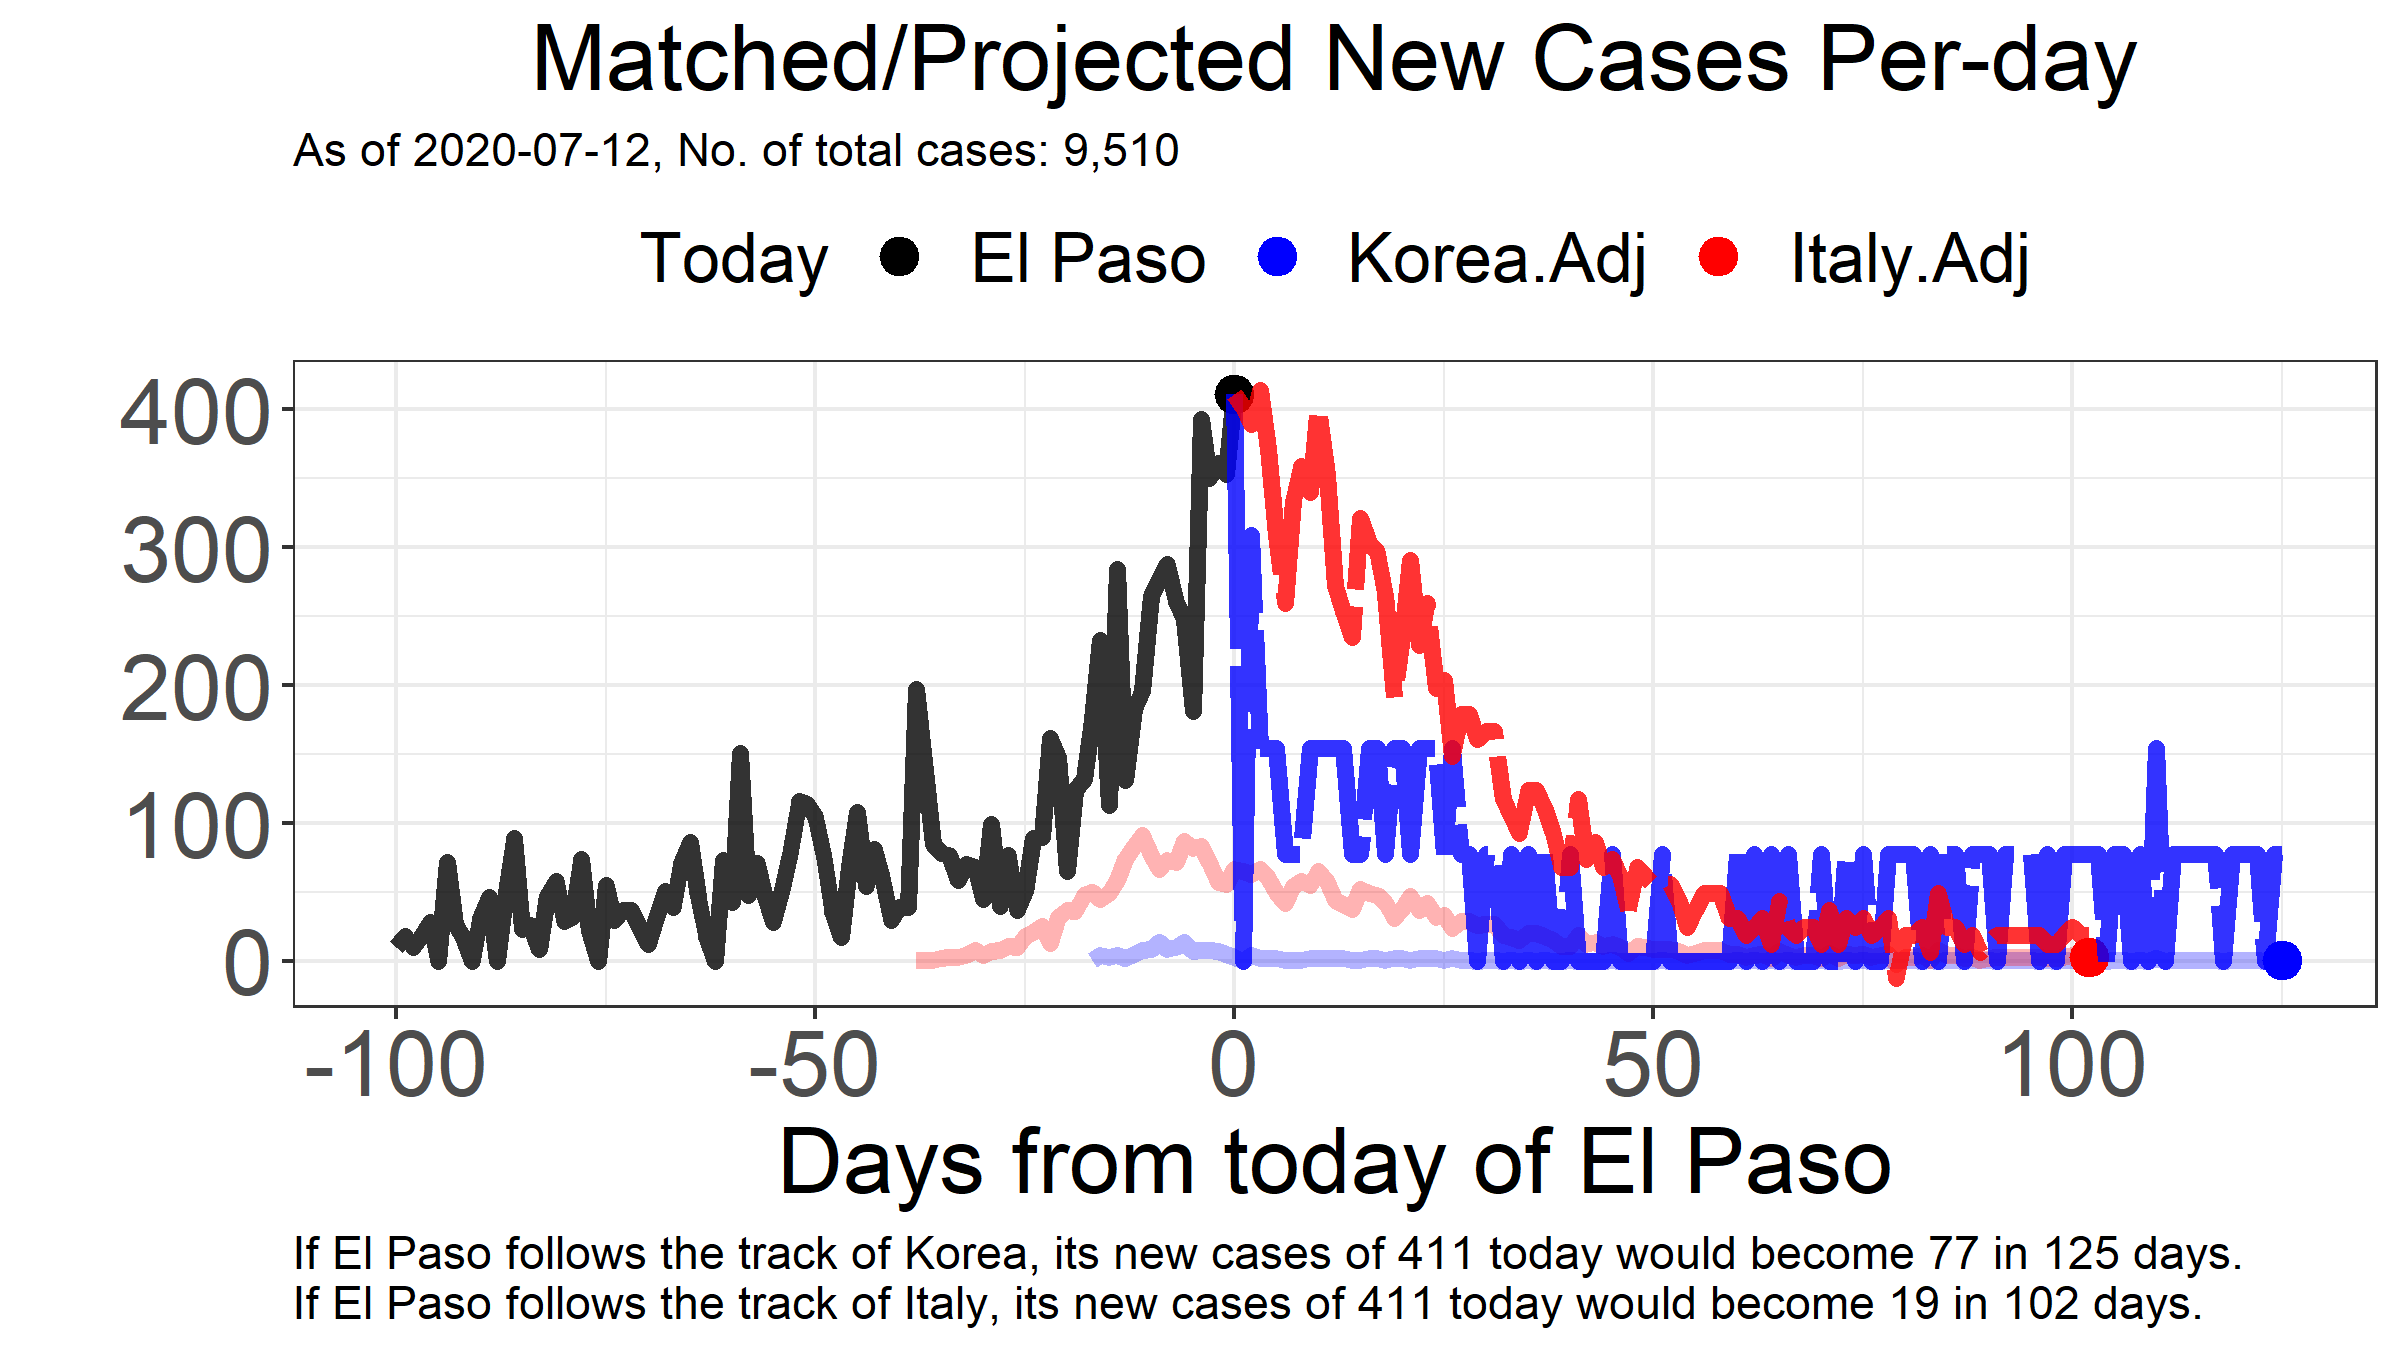 Matched/Projected New Cases Per-day
As of 2020-07-12, No. of total cases: 9,510
Today El Paso Korea.Adj Italy.Adj
400
300
200
100
0
-100 -50 0 50 100
Days from today of El Paso
If El Paso follows the track of Korea, its new cases of 411 today would become 77 in 125 days.
If El Paso follows the track of Italy, its new cases of 411 today would become 19 in 102 days.